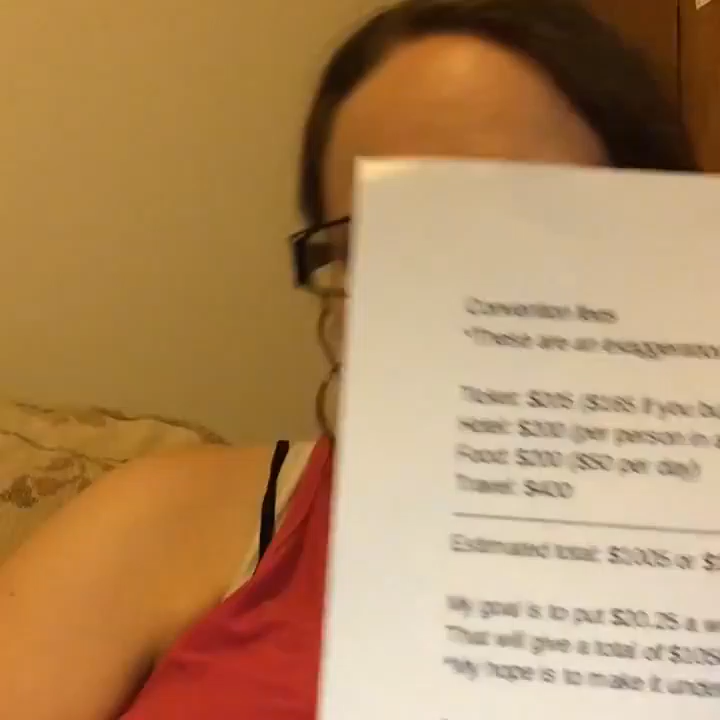 Convention fees
*These are an exaggeration
Ticket: $205 ($165 if you bu
Hotel: $200 (per person in a
Food: $200 ($50 per day)
Travel: $400
Estimated total: $1005 or
My goal is to put $20.25 a we
That will give a total of $105
*My hope is to make it unde